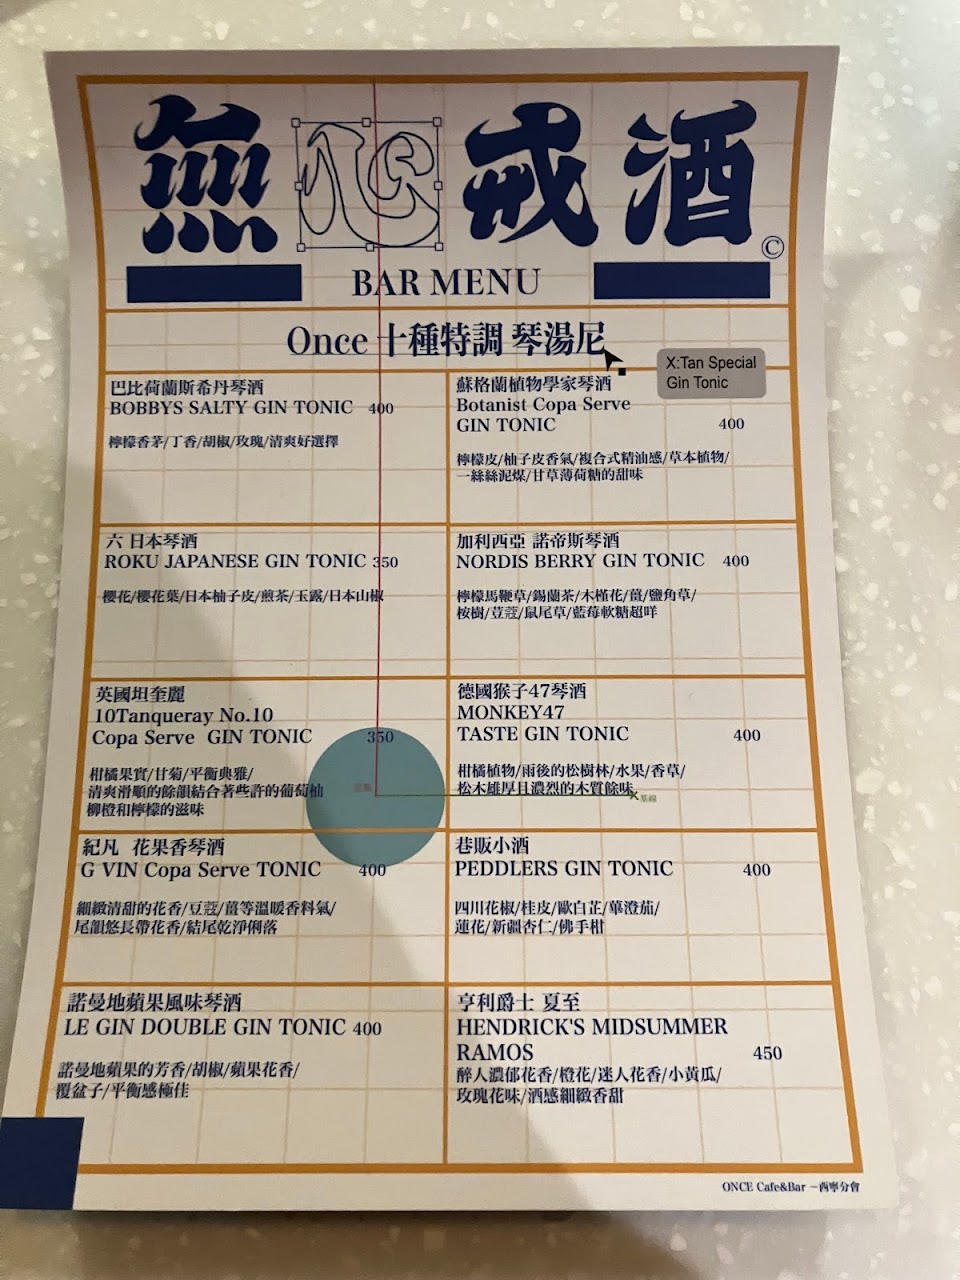 無心戒酒
©
BAR MENU
Once 十種特調 琴湯尼
X:Tan Special
Gin Tonic
巴比荷蘭斯希丹琴酒
BOBBYS SALTY GIN TONIC 400
檸檬香茅/丁香/胡椒/玫瑰/清爽好選擇
蘇格蘭植物學家琴酒
Botanist Copa Serve
GIN TONIC 400
檸檬皮/柚子皮香氣/複合式精油感/草本植物/
一絲絲泥煤/甘草薄荷糖的甜味
六 日本琴酒
ROKU JAPANESE GIN TONIC 350
櫻花/櫻花葉/日本柚子皮/煎茶/玉露/日本山椒
加利西亞 諾帝斯琴酒
NORDIS BERRY GIN TONIC 400
檸檬馬鞭草/錫蘭茶/木槿花/薑/鹽角草/
桉樹/荳蔻/鼠尾草/藍莓軟糖超咩
英國坦奎麗
10Tanqueray No.10
Copa Serve GIN TONIC 350
柑橘果實/甘菊/平衡典雅/
清爽滑順的餘韻結合著些許的葡萄柚
柳橙和檸檬的滋味
德國猴子47琴酒
MONKEY47
TASTE GIN TONIC 400
柑橘植物/雨後的松樹林/水果/香草/
松木雄厚且濃烈的木質餘味
基線
紀凡 花果香琴酒
G VIN Copa Serve TONIC 400
細緻清甜的花香/豆蔻/薑等溫暖香料氣/
尾韻悠長帶花香/結尾乾淨俐落
巷販小酒
PEDDLERS GIN TONIC 400
四川花椒/桂皮/歐白芷/蓽澄茄/
蓮花/新疆杏仁/佛手柑
諾曼地蘋果風味琴酒
LE GIN DOUBLE GIN TONIC 400
諾曼地蘋果的芳香/胡椒/蘋果花香/
覆盆子/平衡感極佳
亨利爵士 夏至
HENDRICK'S MIDSUMMER
RAMOS 450
醉人濃郁花香/橙花/迷人花香/小黃瓜/
玫瑰花味/酒感細緻香甜
ONCE Cafe&Bar －西寧分會